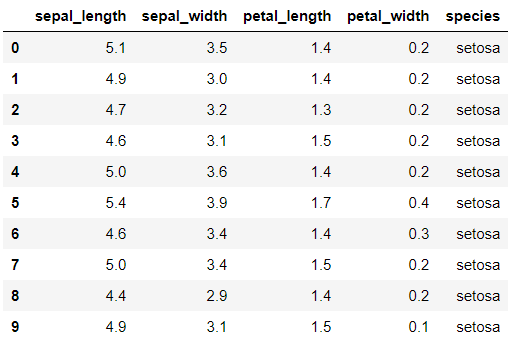 sepal_length sepal_width petal_length petal_width species
0 5.1 3.5 1.4 0.2 setosa
1 4.9 3.0 1.4 0.2 setosa
2 4.7 3.2 1.3 0.2 setosa
3 4.6 3.1 1.5 0.2 setosa
4 5.0 3.6 1.4 0.2 setosa
5 5.4 3.9 1.7 0.4 setosa
6 4.6 3.4 1.4 0.3 setosa
7 5.0 3.4 1.5 0.2 setosa
8 4.4 2.9 1.4 0.2 setosa
9 4.9 3.1 1.5 0.1 setosa